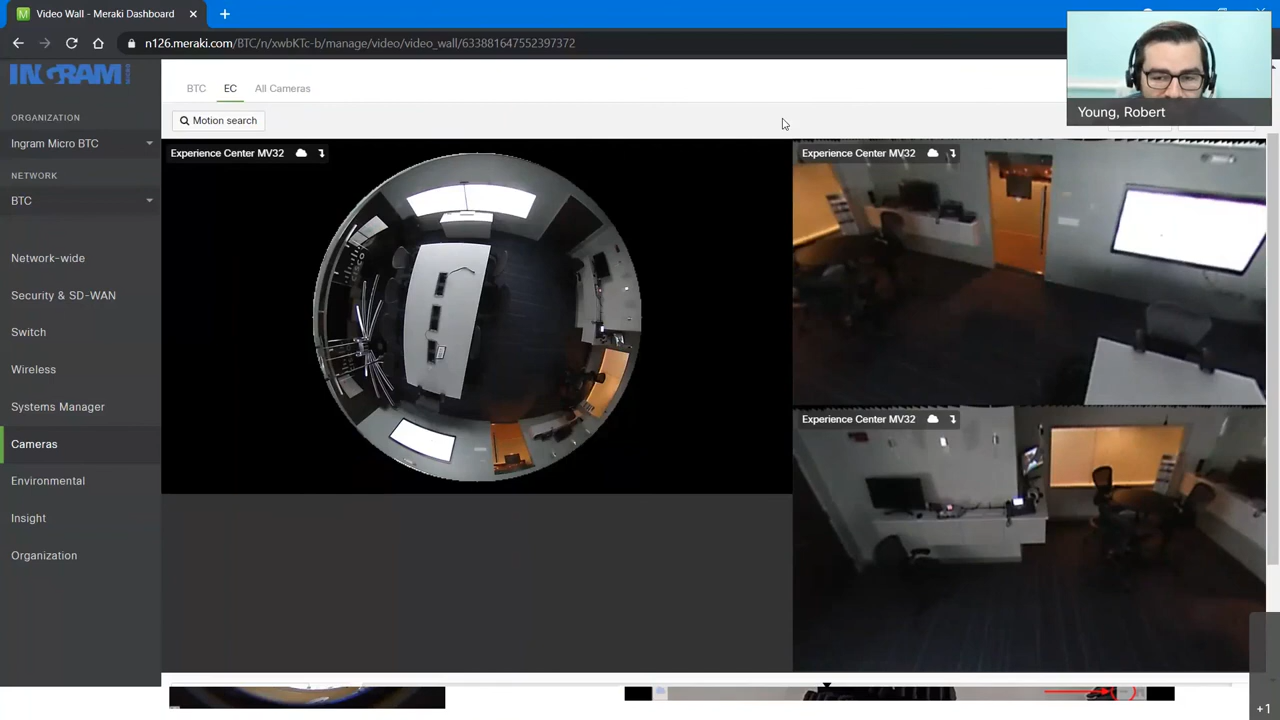 Video Wall - Meraki Dashboard
n126.meraki.com/BTC/n/xwbKTc-b/manage/video/video_wall/633881647552397372
INGRAM
BTC
EC
All Cameras
Young, Robert
ORGANIZATION
Ingram Micro BTC
Motion search
NETWORK
BTC
Experience Center MV32
Experience Center MV32
Network-wide
Security & SD-WAN
Switch
Wireless
Systems Manager
Experience Center MV32
Cameras
Environmental
Insight
Organization
+1